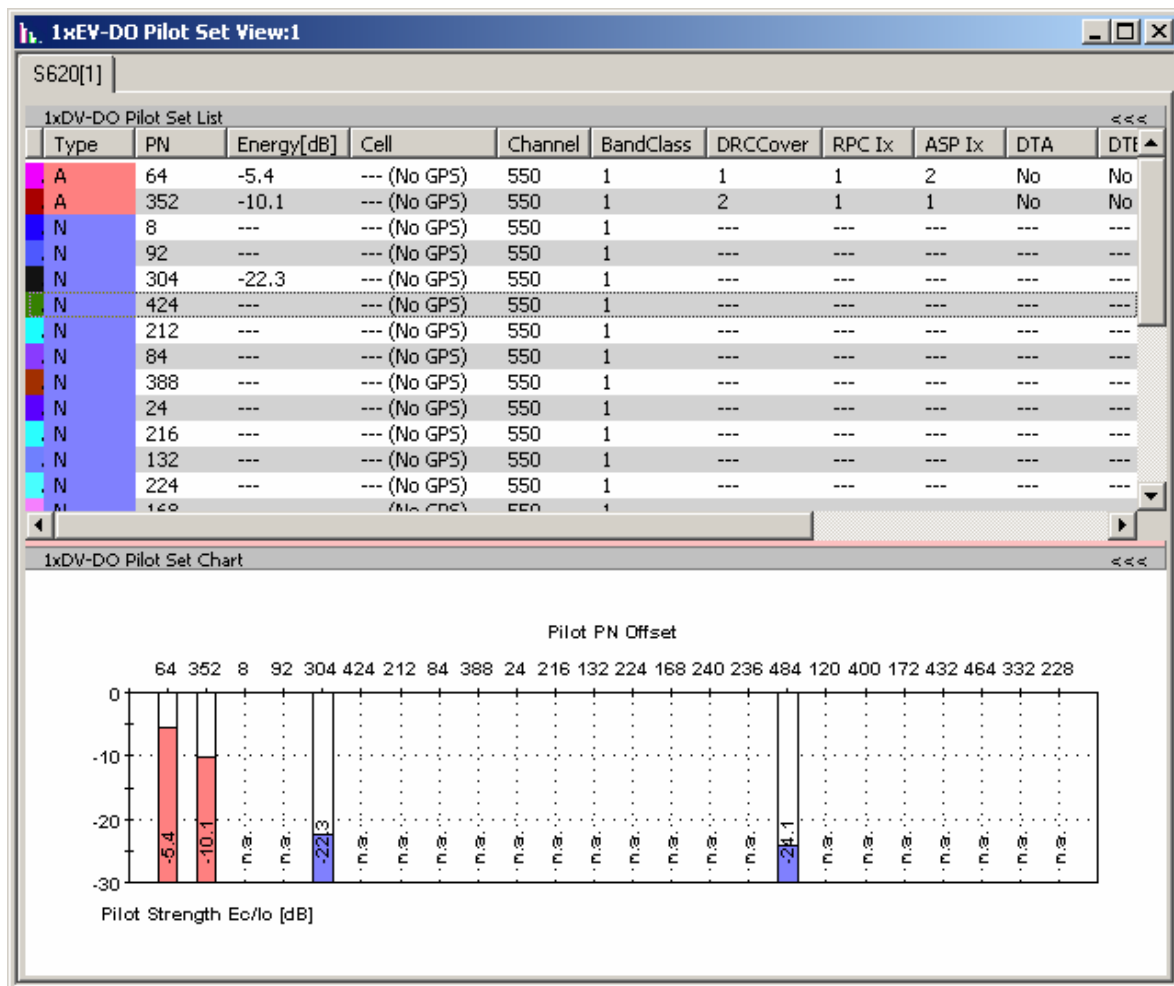 1xEV-DO Pilot Set View:1
S620[1]
1xDV-DO Pilot Set List <<<
Type PN Energy[dB] Cell Channel BandClass DRCCover RPC Ix ASP Ix DTA DTE
A 64 -5.4 --- (No GPS) 550 1 1 1 2 No No
A 352 -10.1 --- (No GPS) 550 1 2 1 1 No No
N 8 --- --- (No GPS) 550 1 --- --- --- --- ---
N 92 --- --- (No GPS) 550 1 --- --- --- --- ---
N 304 -22.3 --- (No GPS) 550 1 --- --- --- --- ---
N 424 --- --- (No GPS) 550 1 --- --- --- --- ---
N 212 --- --- (No GPS) 550 1 --- --- --- --- ---
N 84 --- --- (No GPS) 550 1 --- --- --- --- ---
N 388 --- --- (No GPS) 550 1 --- --- --- --- ---
N 24 --- --- (No GPS) 550 1 --- --- --- --- ---
N 216 --- --- (No GPS) 550 1 --- --- --- --- ---
N 132 --- --- (No GPS) 550 1 --- --- --- --- ---
N 224 --- --- (No GPS) 550 1 --- --- --- --- ---
N 168 (No GPS) 550 1
1xDV-DO Pilot Set Chart <<<
Pilot PN Offset
64 352 8 92 304 424 212 84 388 24 216 132 224 168 240 236 484 120 400 172 432 464 332 228
0
-10
-20
-30
-5.4 -10.1 n.a. n.a. -22.3 n.a. n.a. n.a. n.a. n.a. n.a. n.a. n.a. n.a. n.a. n.a. -24.1 n.a. n.a. n.a. n.a. n.a. n.a. n.a.
Pilot Strength Ec/Io [dB]